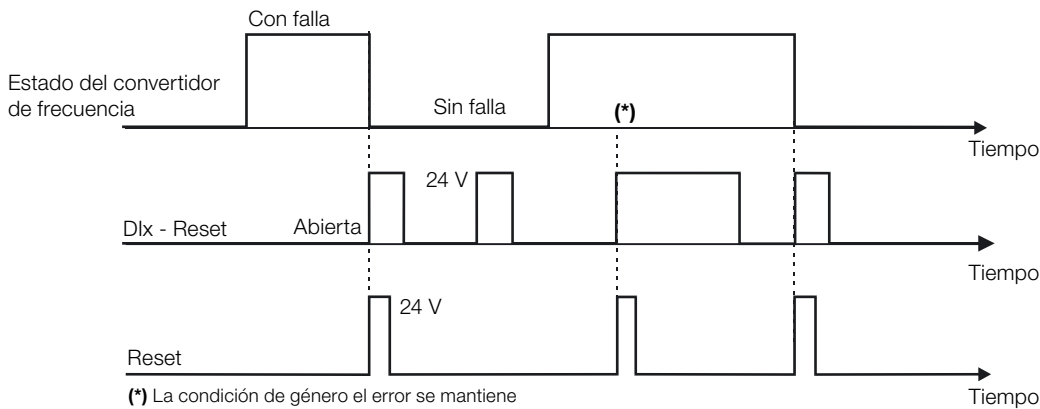 Con falla
Estado del convertidor
de frecuencia
Sin falla
(*)
Tiempo
24 V
DIx - Reset
Abierta
Tiempo
24 V
Reset
(*) La condición de género el error se mantiene
Tiempo